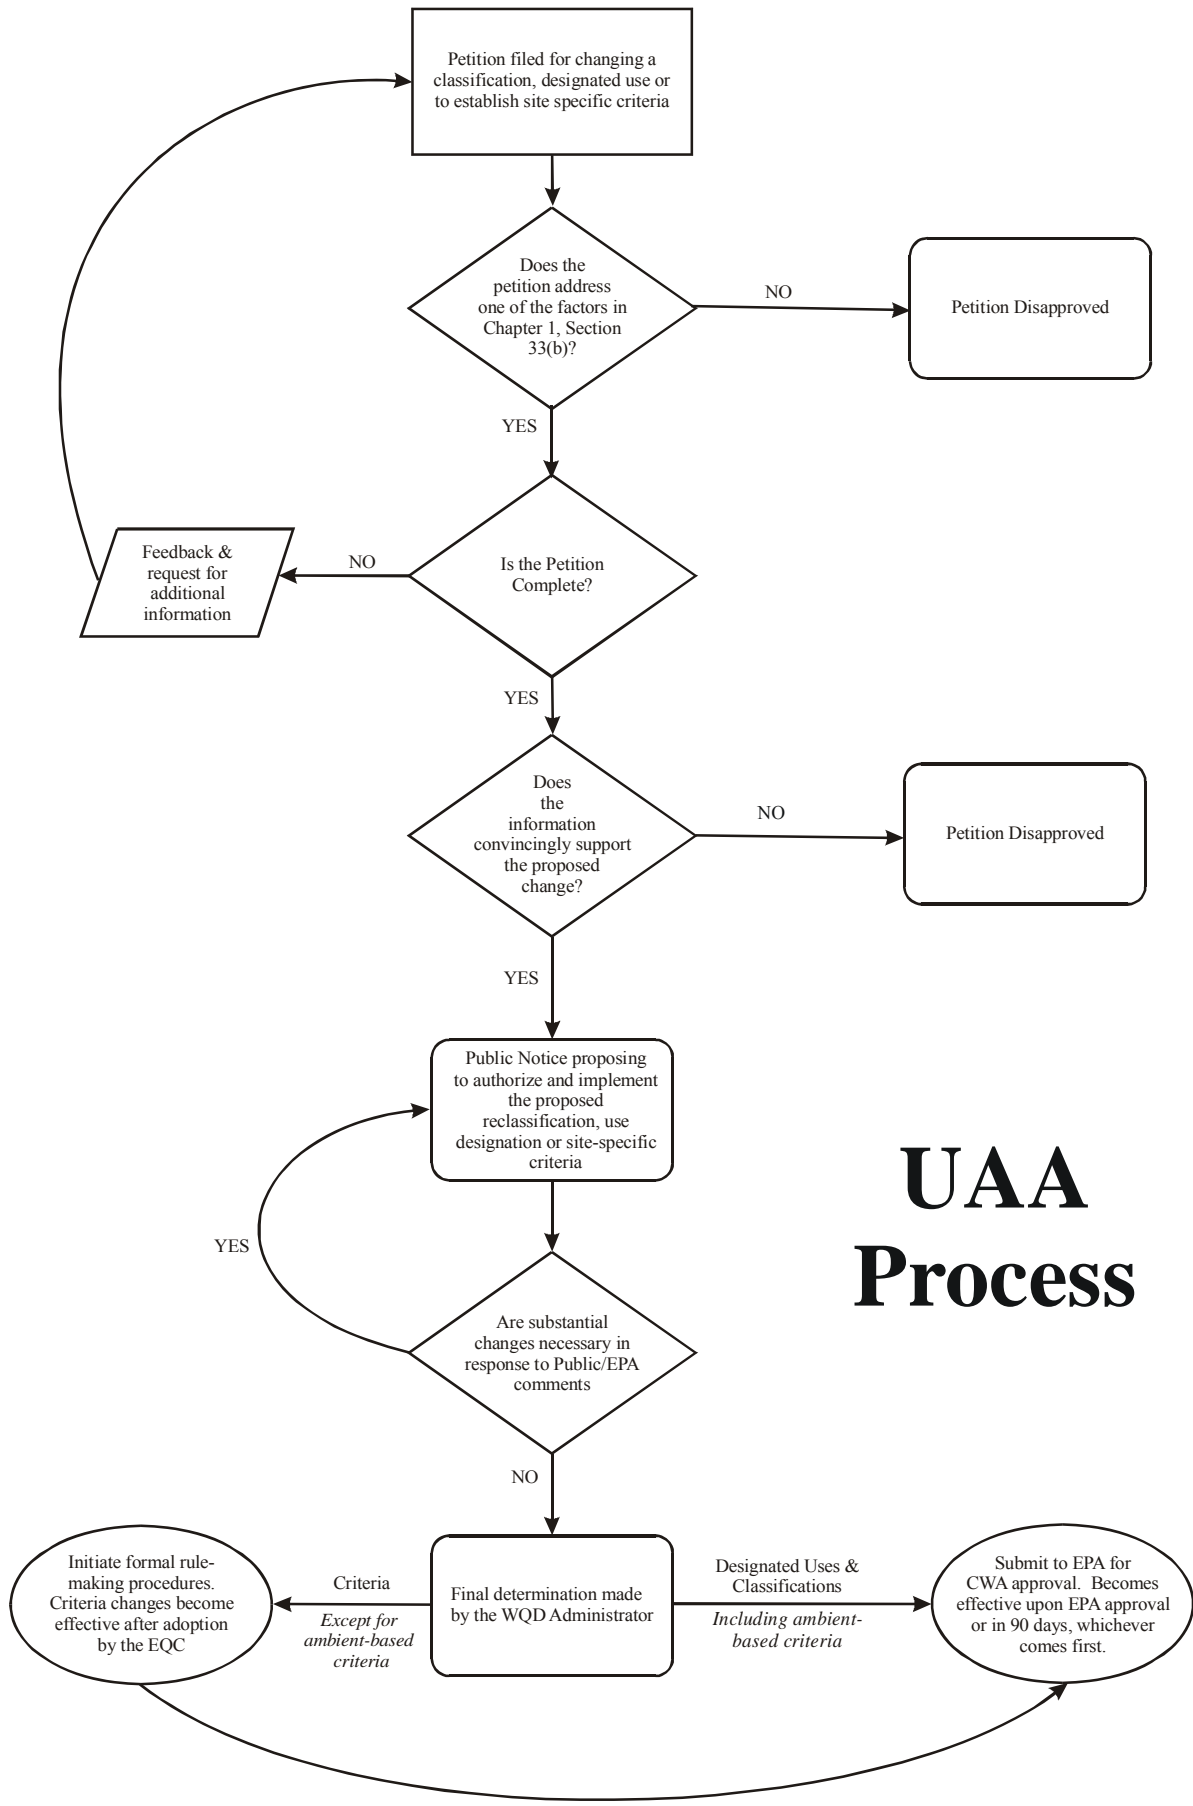 Petition filed for changing a
classification, designated use or
to establish site specific criteria
Does the
petition address
one of the factors in
Chapter 1, Section
33(b)?
NO
Petition Disapproved
YES
Feedback &
request for
additional
information
NO
Is the Petition
Complete?
YES
Does
the
information
convincingly support
the proposed
change?
NO
Petition Disapproved
YES
Public Notice proposing
to authorize and implement
the proposed
reclassification, use
designation or site-specific
criteria
UAA
Process
YES
Are substantial
changes necessary in
response to Public/EPA
comments
NO
Initiate formal rule-
making procedures.
Criteria changes become
effective after adoption
by the EQC
Criteria
Except for
ambient-based
criteria
Final determination made
by the WQD Administrator
Designated Uses &
Classifications
Including ambient-
based criteria
Submit to EPA for
CWA approval.  Becomes
effective upon EPA approval
or in 90 days, whichever
comes first.